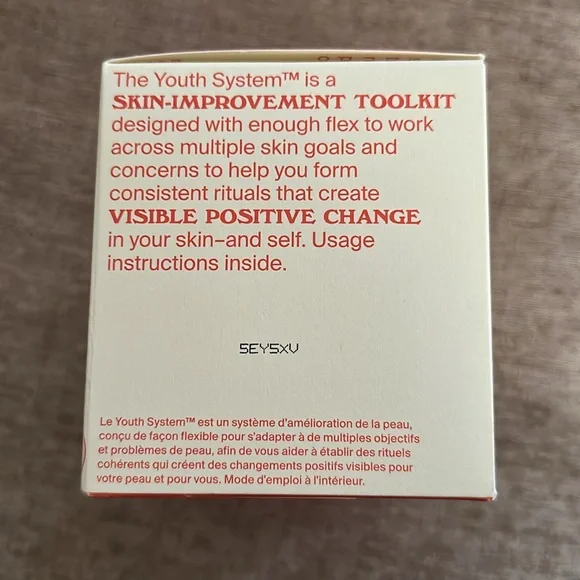 The Youth System™ is a
SKIN-IMPROVEMENT TOOLKIT
designed with enough flex to work
across multiple skin goals and
concerns to help you form
consistent rituals that create
VISIBLE POSITIVE CHANGE
in your skin–and self. Usage
instructions inside.
5EY5XV
Le Youth System™ est un système d'amélioration de la peau,
conçu de façon flexible pour s'adapter à de multiples objectifs
et problèmes de peau, afin de vous aider à établir des rituels
cohérents qui créent des changements positifs visibles pour
votre peau et pour vous. Mode d'emploi à l'intérieur.